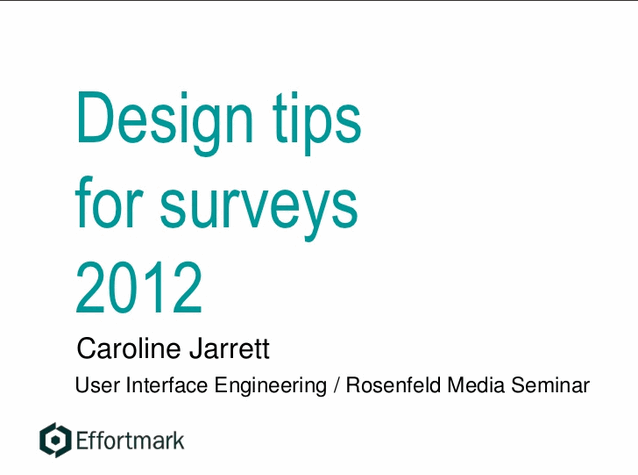 Design tips
for surveys
2012
Caroline Jarrett
User Interface Engineering / Rosenfeld Media Seminar
Effortmark